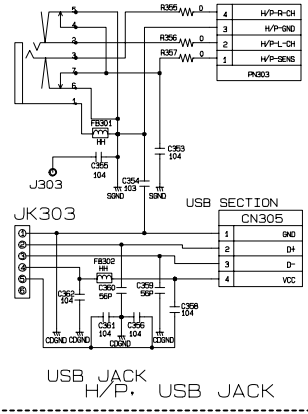 5
R355 0
4
H/P-R-CH
4
3
H/P-GND
2
R356 0
2
H/P-L-CH
3
R357 0
1
H/P-SENS
7
PN303
6
1
FB301
HH
C355
104
C353
104
J303
C354
103
SGND
SGND
USB SECTION
JK303
CN305
1
1
GND
2
2
D+
3
3
D-
4
FB302
HH
4
VCC
5
6
C362
104
C360
56P
C359
56P
C358
104
C361
104
C356
104
CDGND
CDGND
CDGND
CDGND
USB JACK
H/P. USB JACK